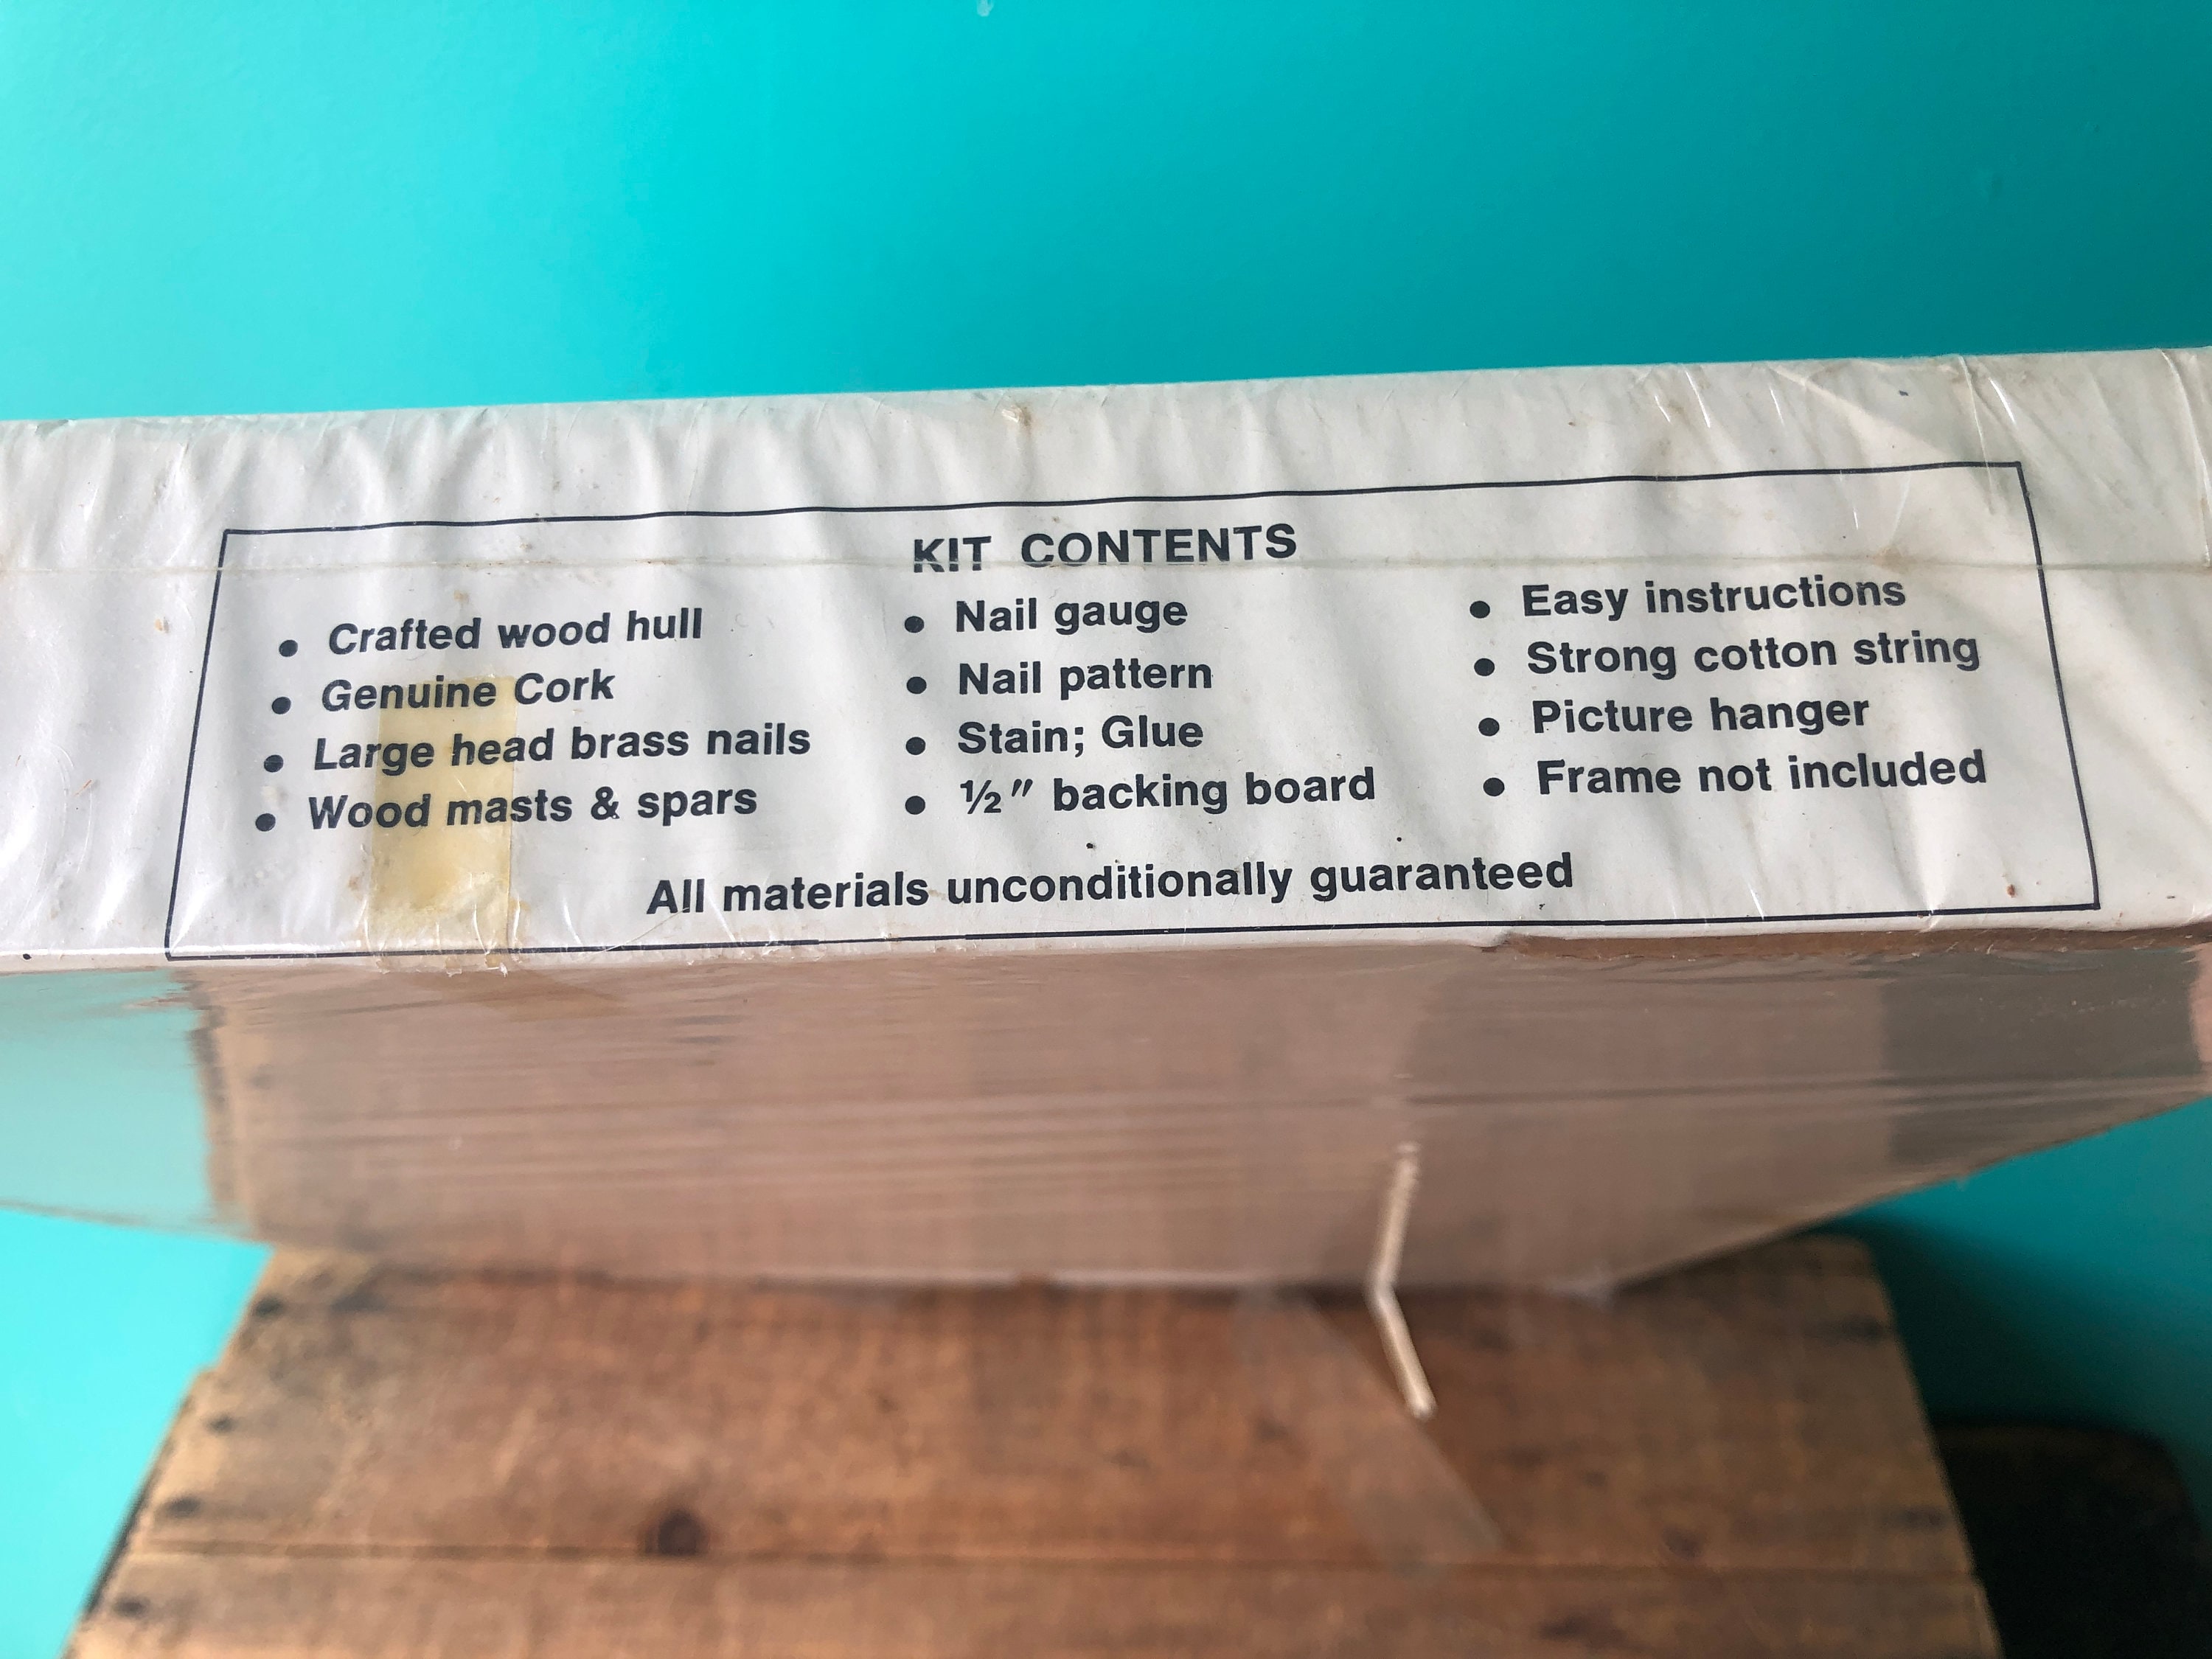 KIT CONTENTS
• Crafted wood hull
• Genuine Cork
• Large head brass nails
• Wood masts & spars
• Nail gauge
• Nail pattern
• Stain; Glue
• ½" backing board
• Easy instructions
• Strong cotton string
• Picture hanger
• Frame not included
All materials unconditionally guaranteed